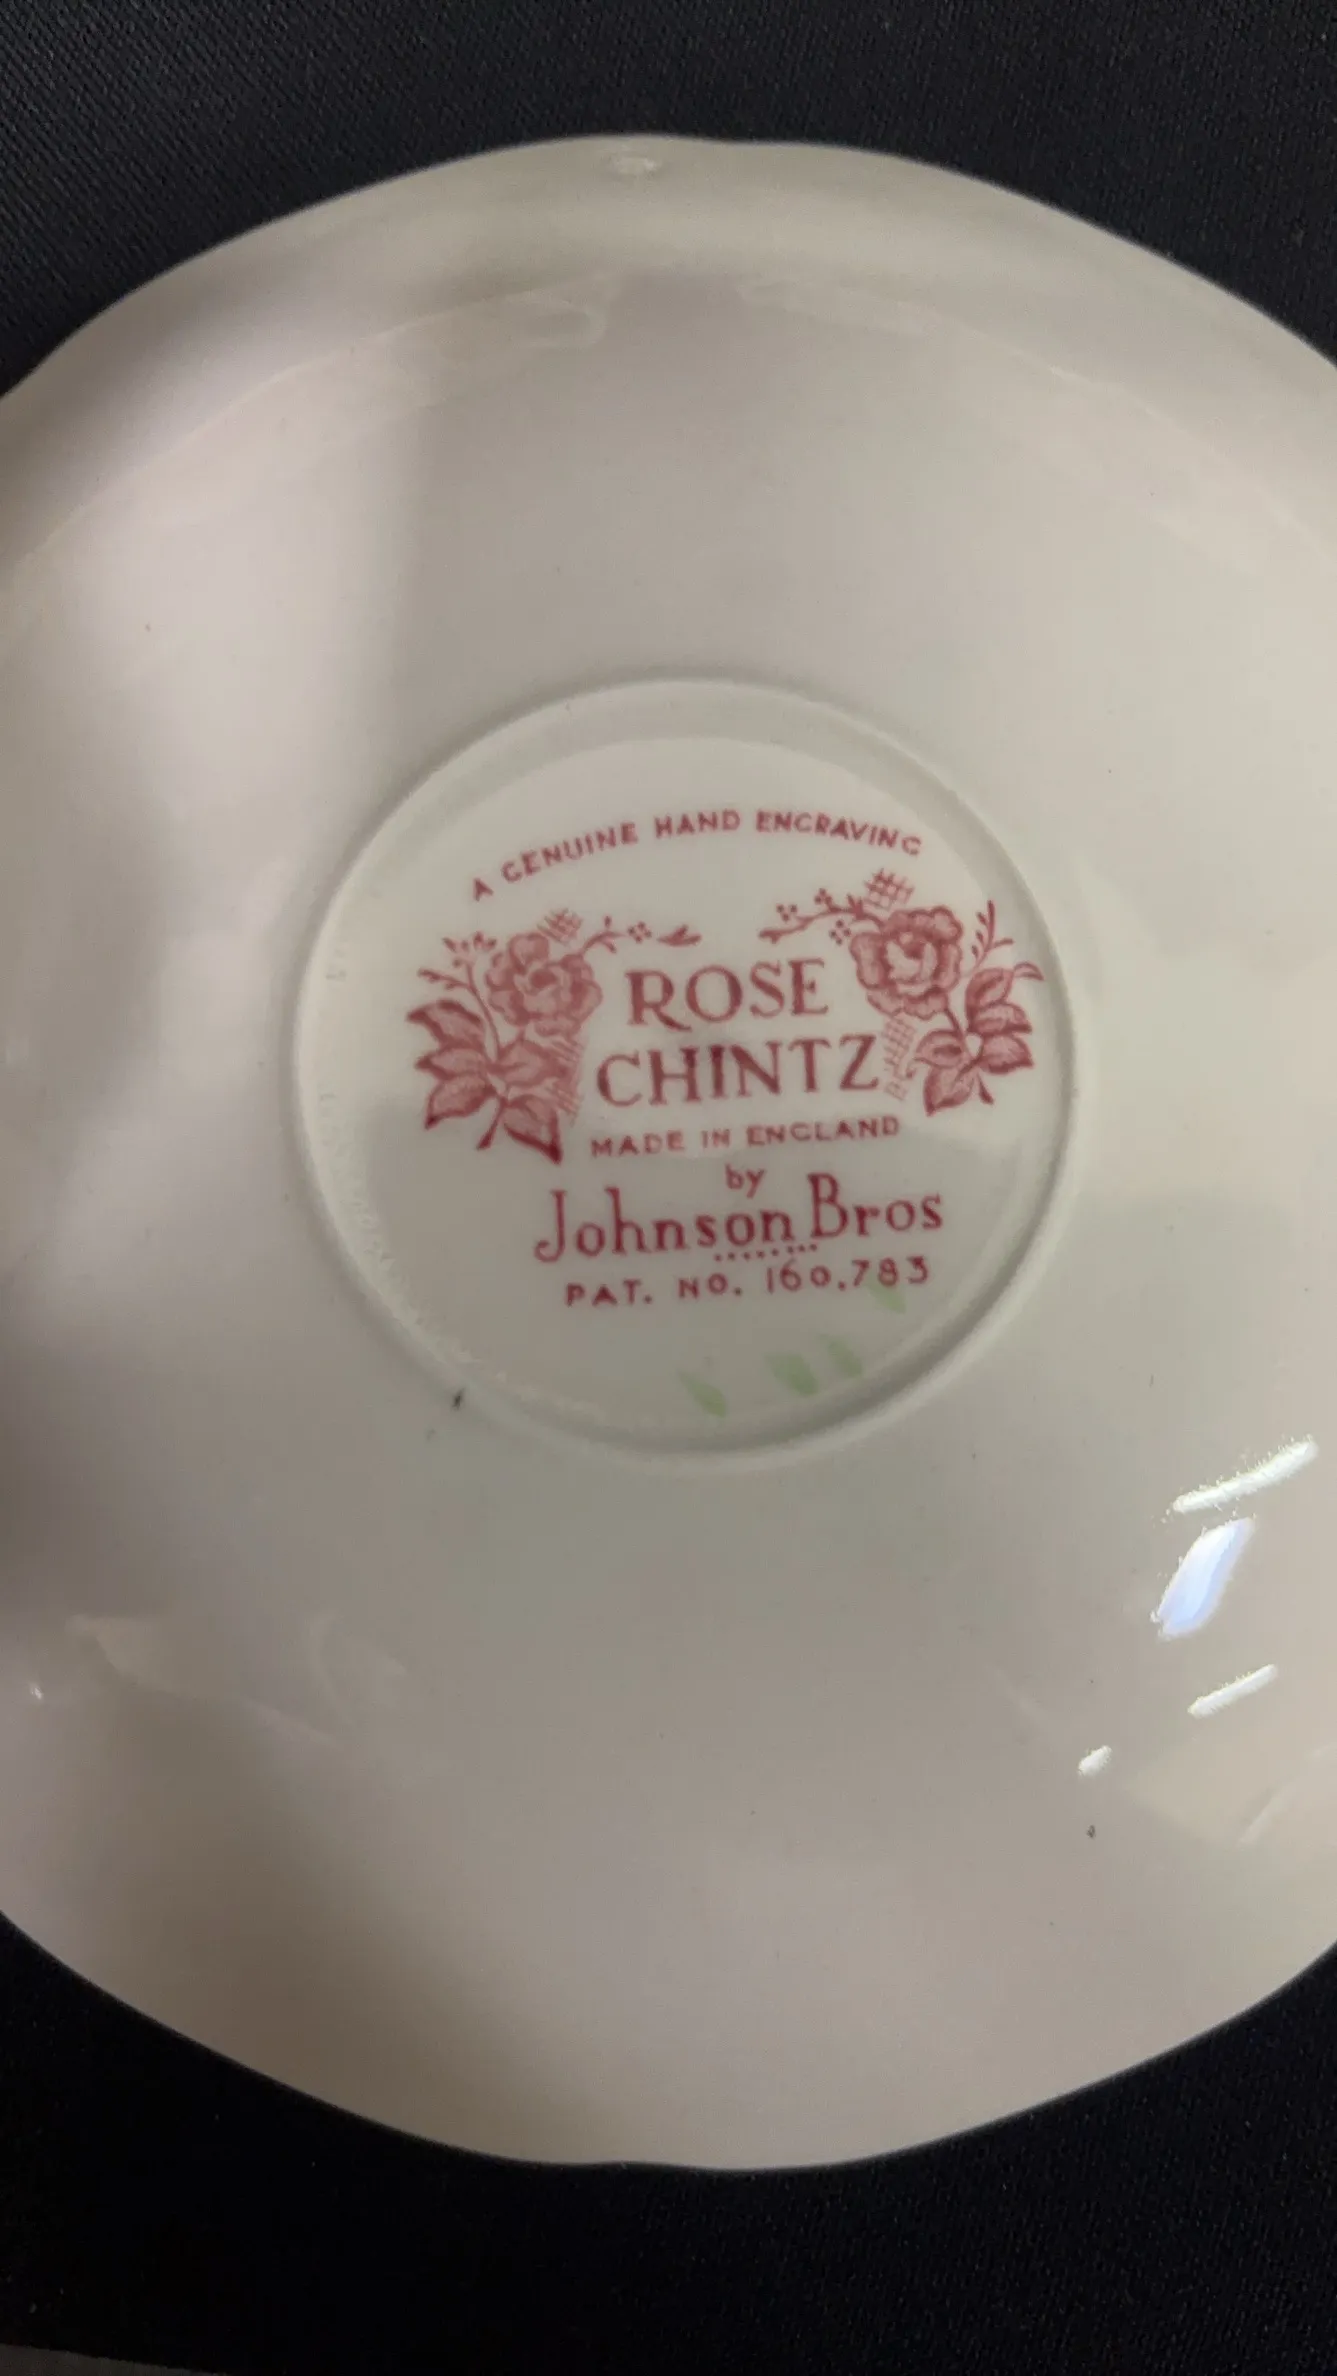 A GENUINE HAND ENGRAVING
ROSE
CHINTZ
MADE IN ENGLAND
by
Johnson Bros
PAT. NO. 160.783